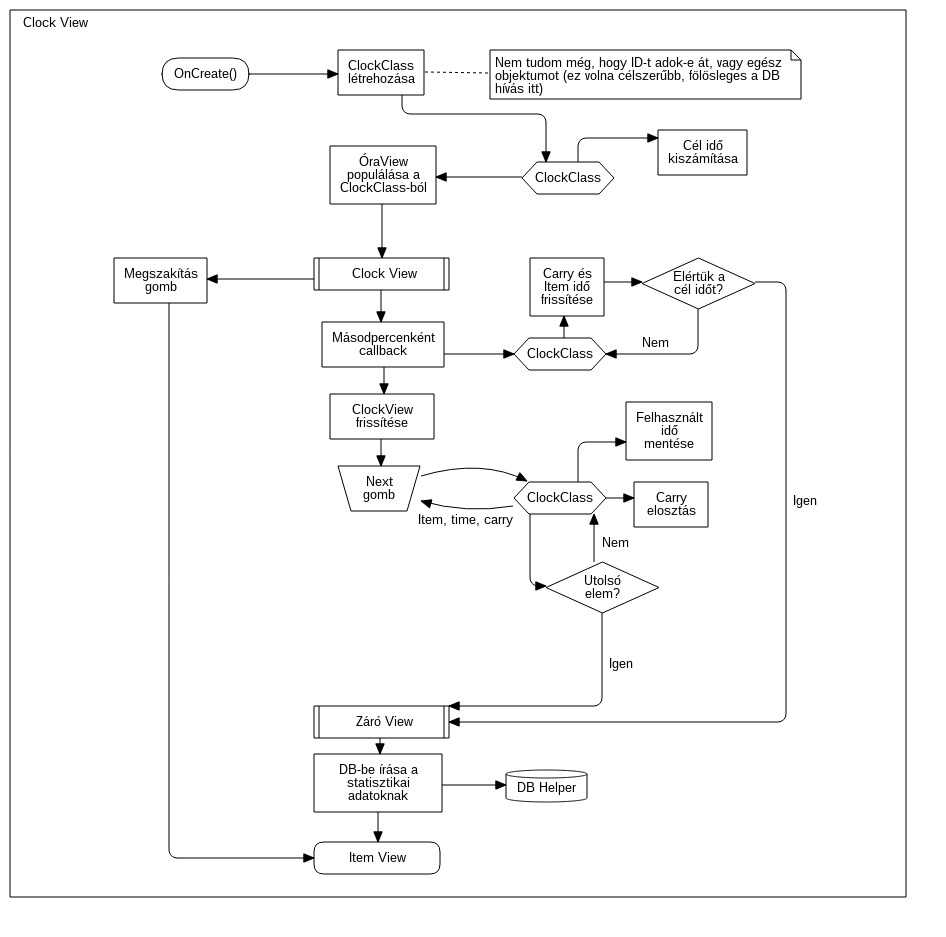 Clock View
OnCreate()
ClockClass
létrehozása
Nem tudom még, hogy ID-t adok-e át, vagy egész
objektumot (ez volna célszerűbb, fölösleges a DB
hívás itt)
Cél idő
kiszámítása
ÓraView
populálása a
ClockClass-ból
ClockClass
Megszakítás
gomb
Clock View
Carry és
Item idő
frissítése
Elértük a
cél időt?
Másodpercenként
callback
ClockClass
Nem
ClockView
frissítése
Felhasznált
idő
mentése
Next
gomb
Item, time, carry
ClockClass
Carry
elosztás
Igen
Nem
Utolsó
elem?
Igen
Záró View
DB-be írása a
statisztikai
adatoknak
DB Helper
Item View